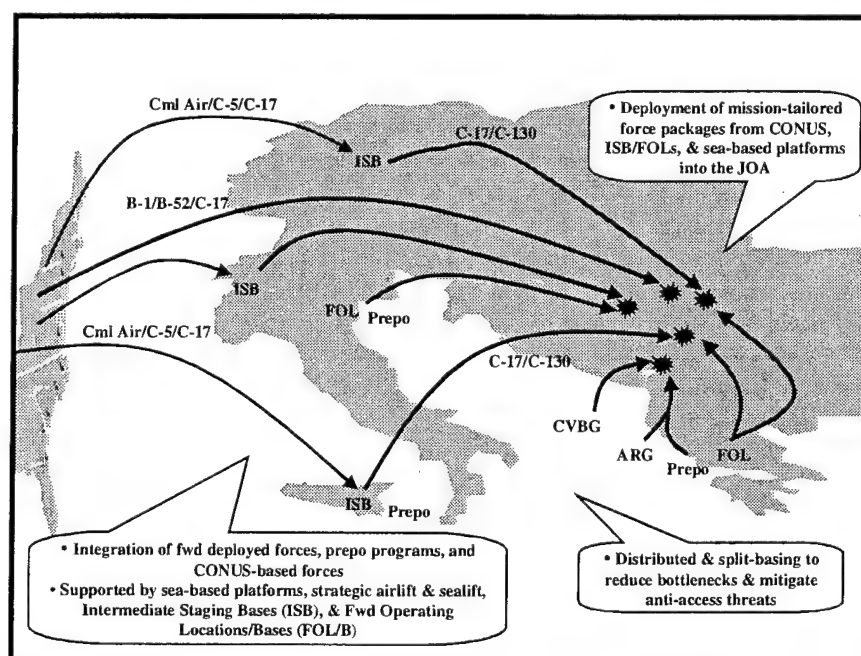 Cml Air/C-5/C-17
C-17/C-130
• Deployment of mission-tailored
force packages from CONUS,
ISB/FOLs, & sea-based platforms
into the JOA
ISB
B-1/B-52/C-17
ISB
FOL Prepo
Cml Air/C-5/C-17
C-17/C-130
CVBG
ARG
Prepo
FOL
ISB Prepo
• Integration of fwd deployed forces, prepo programs, and
CONUS-based forces
• Supported by sea-based platforms, strategic airlift & sealift,
Intermediate Staging Bases (ISB), & Fwd Operating
Locations/Bases (FOL/B)
• Distributed & split-basing to
reduce bottlenecks & mitigate
anti-access threats